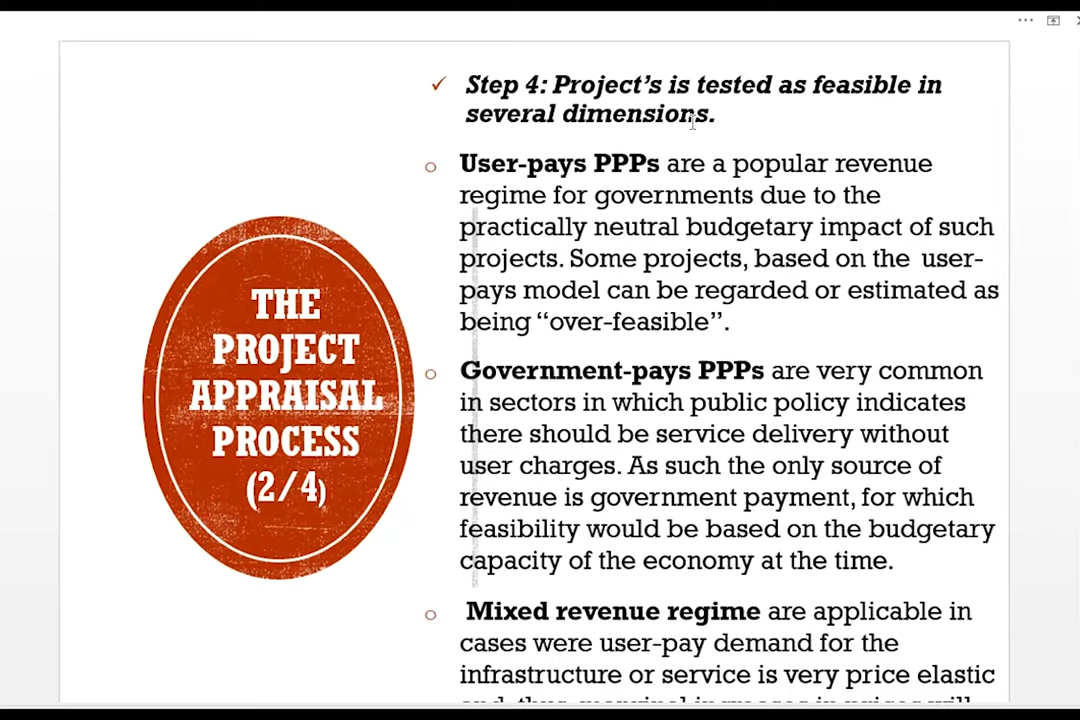 THE
PROJECT
APPRAISAL
PROCESS
(2/4)
✓ Step 4: Project's is tested as feasible in
several dimensions.
o User-pays PPPs are a popular revenue
regime for governments due to the
practically neutral budgetary impact of such
projects. Some projects, based on the user-
pays model can be regarded or estimated as
being “over-feasible”.
o Government-pays PPPs are very common
in sectors in which public policy indicates
there should be service delivery without
user charges. As such the only source of
revenue is government payment, for which
feasibility would be based on the budgetary
capacity of the economy at the time.
o Mixed revenue regime are applicable in
cases were user-pay demand for the
infrastructure or service is very price elastic